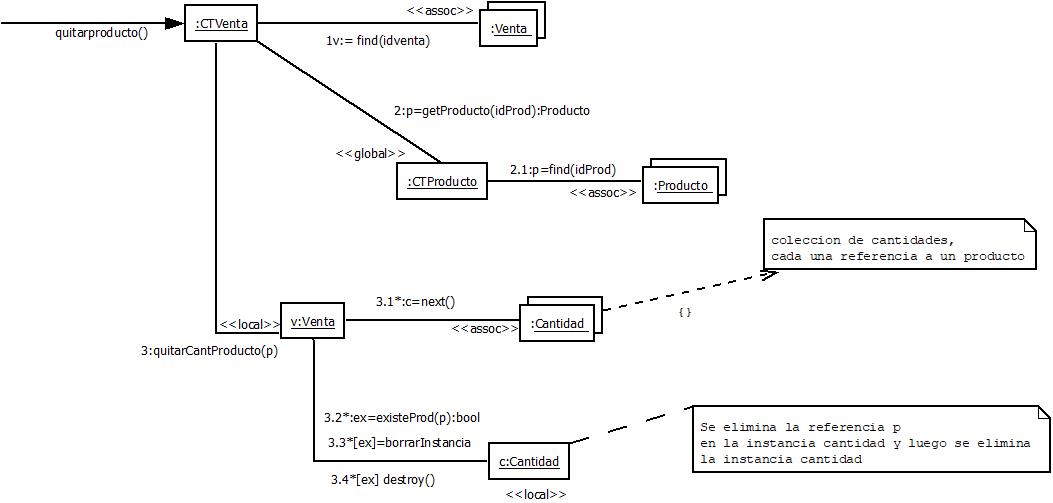 <<assoc>>
:CTVenta
:Venta
quitarproducto()
1v:= find(idventa)
2:p=getProducto(idProd):Producto
<<global>>
2.1:p=find(idProd)
:CTProducto
:Producto
<<assoc>>
coleccion de cantidades,
cada una referencia a un producto
3.1*:c=next()
{}
<<local>>
v:Venta
<<assoc>>
:Cantidad
3:quitarCantProducto(p)
3.2*:ex=existeProd(p):bool
3.3*[ex]=borrarInstancia
Se elimina la referencia p
en la instancia cantidad y luego se elimina
la instancia cantidad
c:Cantidad
3.4*[ex] destroy()
<<local>>